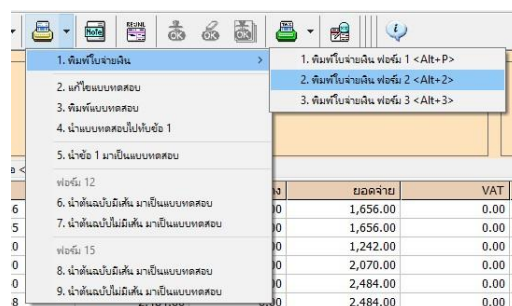 Note
RE:INV.
OK
OK
OK
1. พิมพ์ใบจ่ายเงิน
2. แก้ไขแบบทดสอบ
3. พิมพ์แบบทดสอบ
4. นำแบบทดสอบไปทับข้อ 1
5. นำข้อ 1 มาเป็นแบบทดสอบ
ฟอร์ม 12
6. นำต้นฉบับมีเส้น มาเป็นแบบทดสอบ
7. นำต้นฉบับไม่มีเส้น มาเป็นแบบทดสอบ
ฟอร์ม 15
8. นำต้นฉบับมีเส้น มาเป็นแบบทดสอบ
9. นำต้นฉบับไม่มีเส้น มาเป็นแบบทดสอบ
1. พิมพ์ใบจ่ายเงิน ฟอร์ม 1 <Alt+P>
2. พิมพ์ใบจ่ายเงิน ฟอร์ม 2 <Alt+2>
3. พิมพ์ใบจ่ายเงิน ฟอร์ม 3 <Alt+3>
ยอดจ่าย VAT
1,656.00 0.00
1,656.00 0.00
1,242.00 0.00
2,070.00 0.00
2,484.00 0.00
2,484.00 0.00